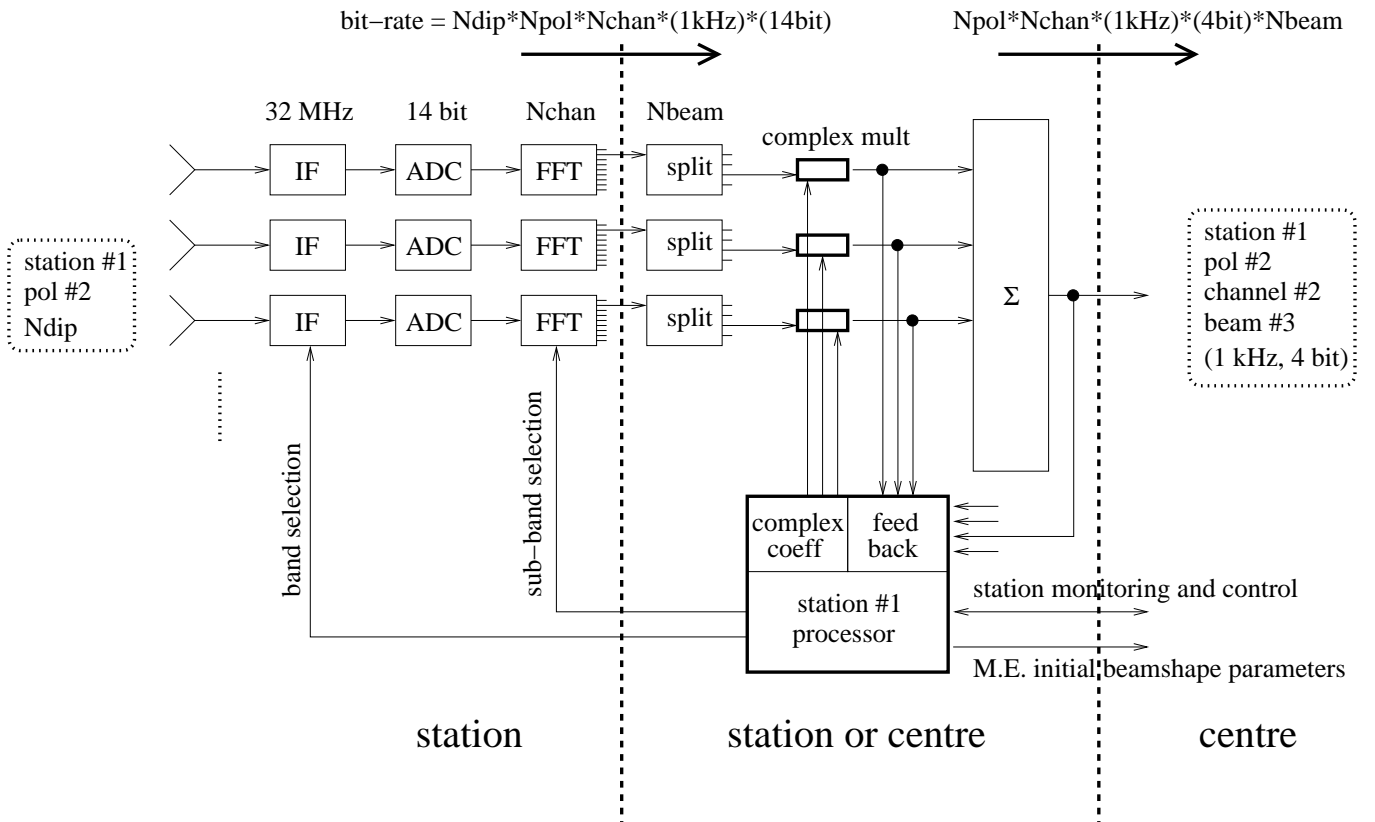 bit−rate = Ndip*Npol*Nchan*(1kHz)*(14bit)
Npol*Nchan*(1kHz)*(4bit)*Nbeam
32 MHz
14 bit
Nchan
Nbeam
complex mult
IF
ADC
FFT
split
IF
ADC
FFT
split
IF
ADC
FFT
split
Σ
station #1
pol #2
Ndip
station #1
pol #2
channel #2
beam #3
(1 kHz, 4 bit)
band selection
sub−band selection
complex
coeff
feed
back
station #1
processor
station monitoring and control
M.E. initial beamshape parameters
station
station or centre
centre